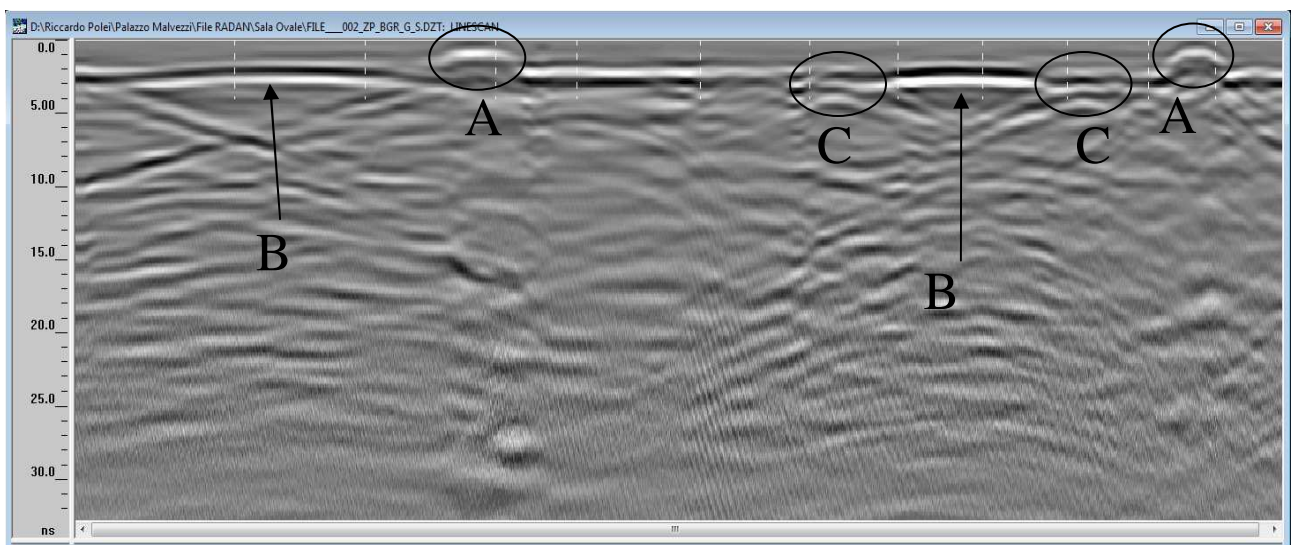 D:\Riccardo Polei\Palazzo Malvezzi\File RADAN\Sala Ovale\FILE___002_ZP_BGR_G_S.DZT: LINESCAN
0.0
5.00
10.0
15.0
20.0
25.0
30.0
ns
A
B
C
B
C
A